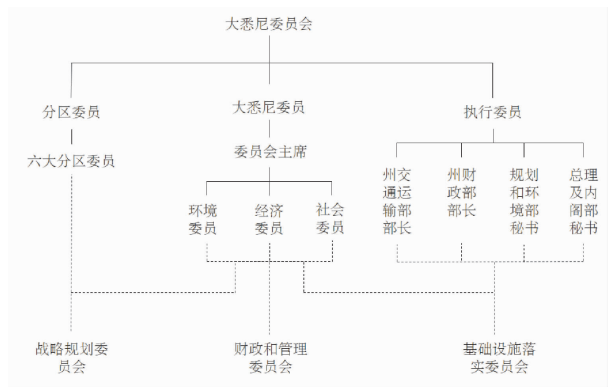 大悉尼委员会
分区委员
大悉尼委员
执行委员
六大分区委员
委员会主席
环境
委员
经济
委员
社会
委员
州交
通运
输部
部长
州财
政部
部长
规划
和环
境部
秘书
总理
及内
阁部
秘书
战略规划委
员会
财政和管理
委员会
基础设施落
实委员会